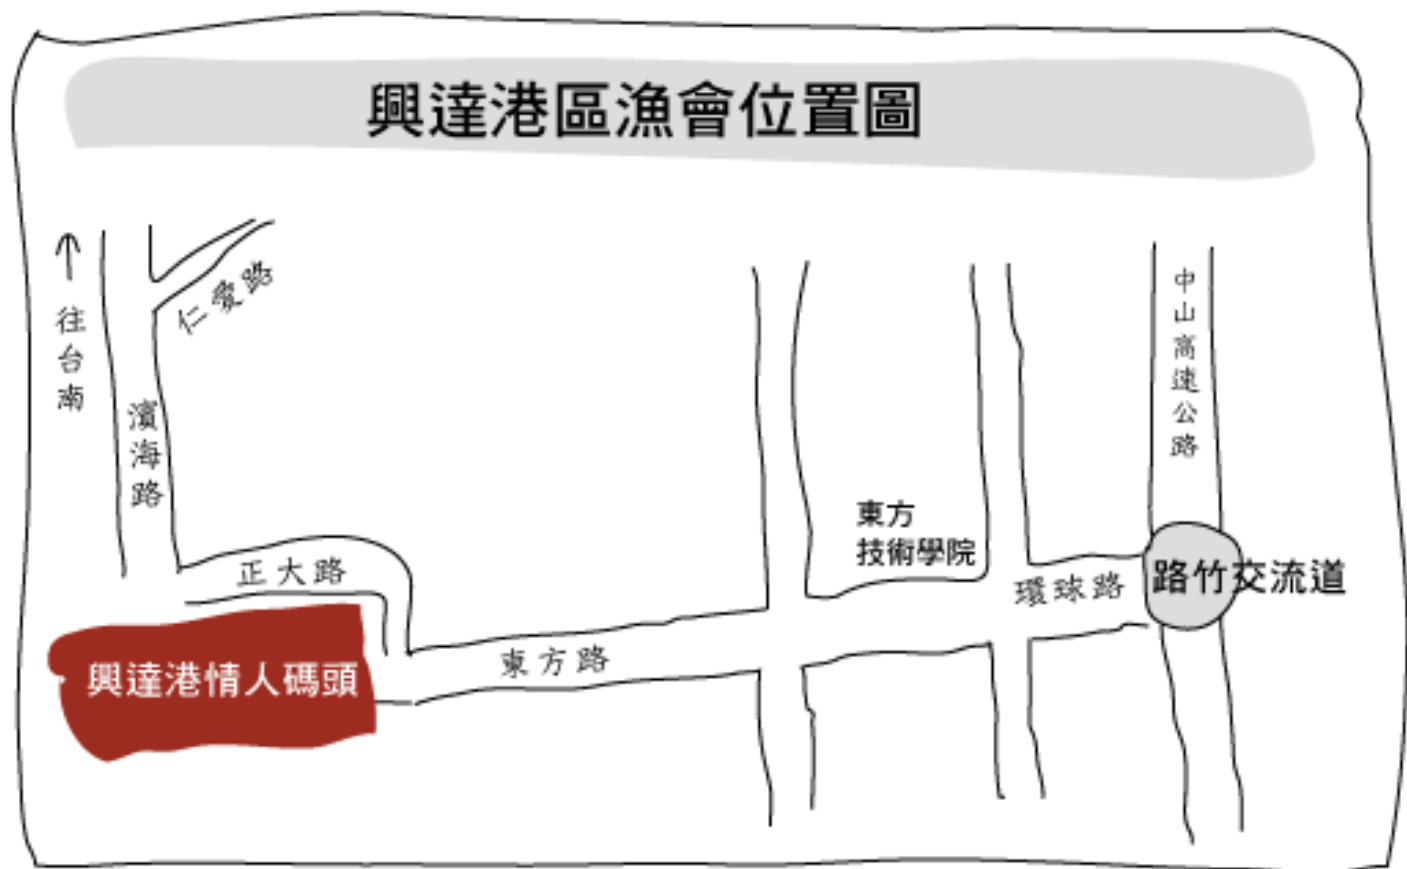 興達港區漁會位置圖
往台南
仁愛路
濱海路
中山高速公路
東方
技術學院
正大路
環球路
路竹交流道
東方路
興達港情人碼頭